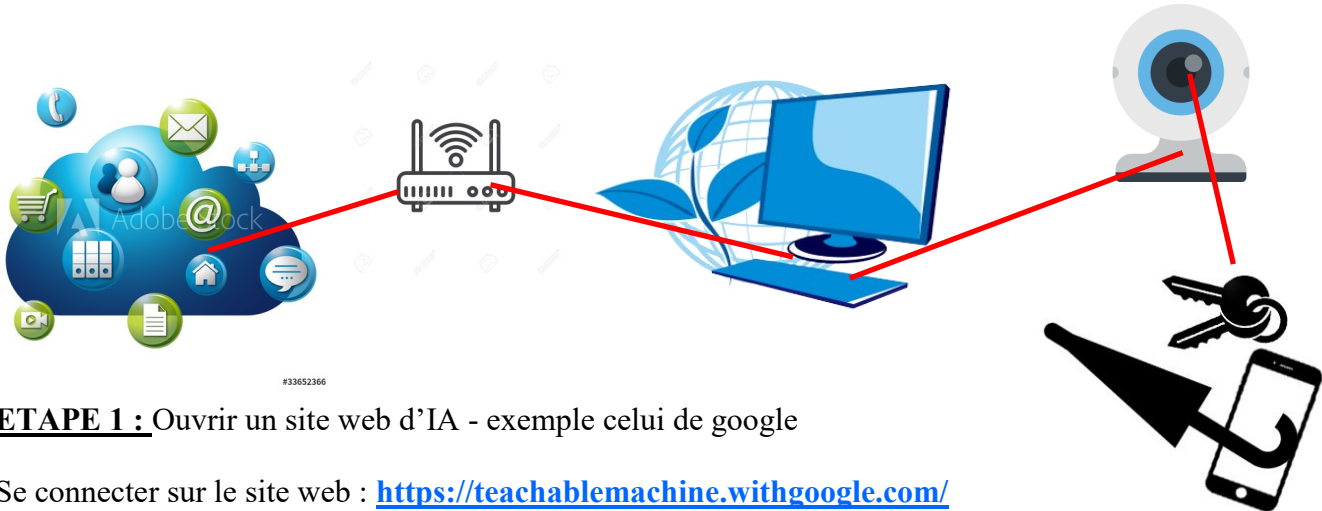 @
Adobe Stock
#33652366
ETAPE 1 : Ouvrir un site web d’IA - exemple celui de google
Se connecter sur le site web : https://teachablemachine.withgoogle.com/